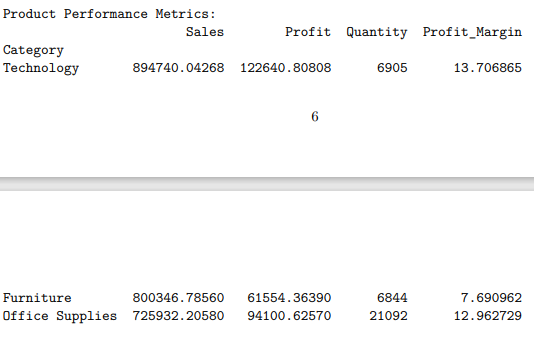 Product Performance Metrics:
Sales Profit Quantity Profit_Margin
Category
Technology 894740.04268 122640.80808 6905 13.706865
6
Furniture 800346.78560 61554.36390 6844 7.690962
Office Supplies 725932.20580 94100.62570 21092 12.962729